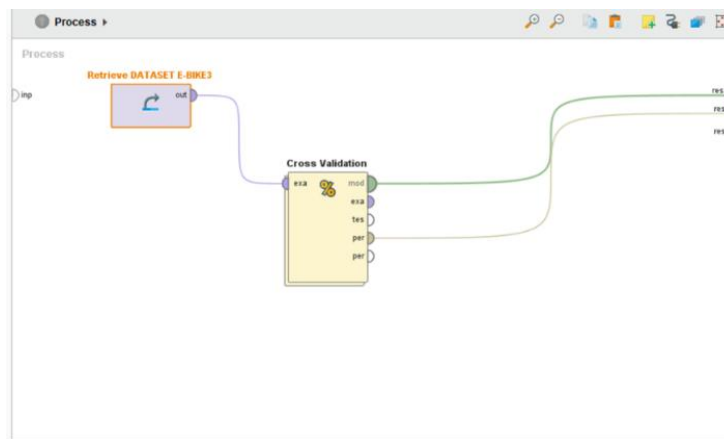 Process
Process
Retrieve DATASET E-BIKE3
inp
out
res
res
res
Cross Validation
exa
mod
exa
tes
per
per